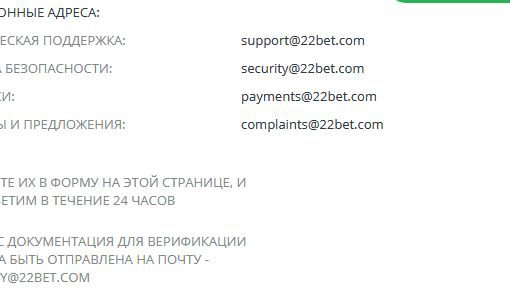 ОННЫЕ АДРЕСА:
ЕСКАЯ ПОДДЕРЖКА: support@22bet.com
А БЕЗОПАСНОСТИ: security@22bet.com
КИ: payments@22bet.com
Ы И ПРЕДЛОЖЕНИЯ: complaints@22bet.com
ТЕ ИХ В ФОРМУ НА ЭТОЙ СТРАНИЦЕ, И
ЕТИМ В ТЕЧЕНИЕ 24 ЧАСОВ
С ДОКУМЕНТАЦИЯ ДЛЯ ВЕРИФИКАЦИИ
А БЫТЬ ОТПРАВЛЕНА НА ПОЧТУ -
Y@22BET.COM